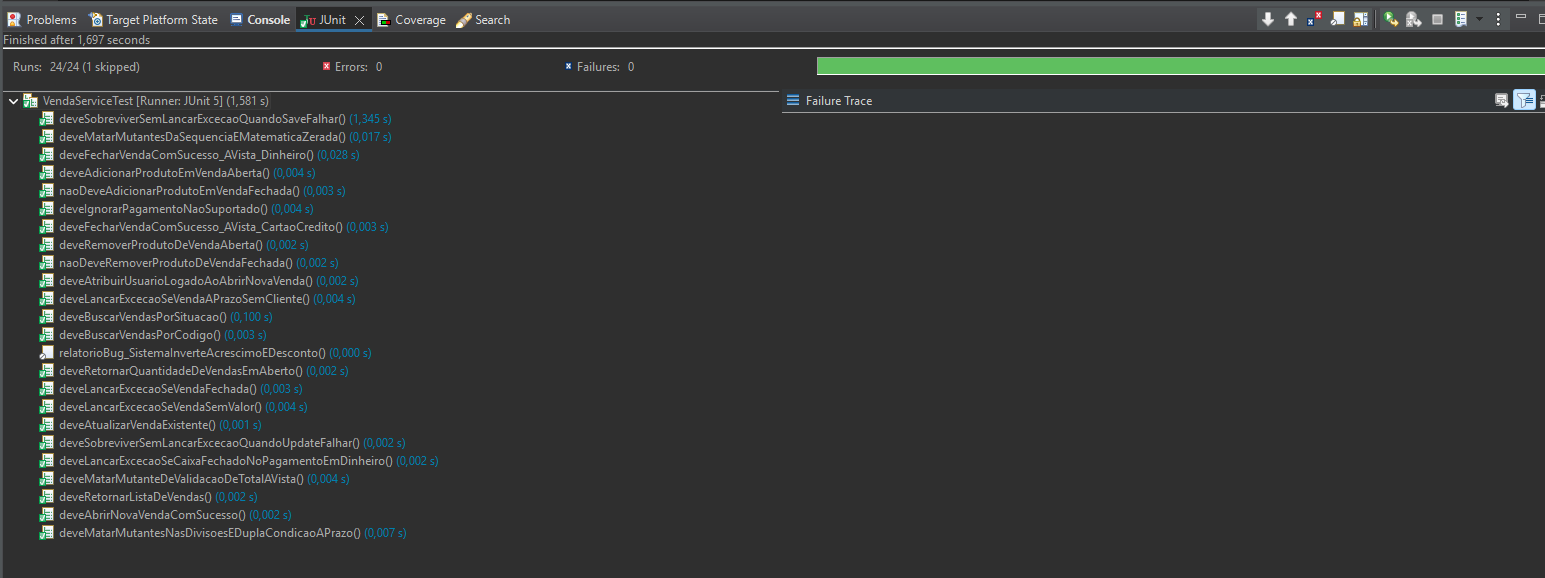 Problems Target Platform State Console JUnit Coverage Search
Finished after 1,697 seconds
Runs: 24/24 (1 skipped) Errors: 0 Failures: 0
VendaServiceTest [Runner: JUnit 5] (1,581 s)
Failure Trace
deveSobreviverSemLancarExcecaoQuandoSaveFalhar() (1,345 s)
deveMatarMutantesDaSequenciaEMatematicaZerada() (0,017 s)
deveFecharVendaComSucesso_AVista_Dinheiro() (0,028 s)
deveAdicionarProdutoEmVendaAberta() (0,004 s)
naoDeveAdicionarProdutoEmVendaFechada() (0,003 s)
deveIgnorarPagamentoNaoSuportado() (0,004 s)
deveFecharVendaComSucesso_AVista_CartaoCredito() (0,003 s)
deveRemoverProdutoDeVendaAberta() (0,002 s)
naoDeveRemoverProdutoDeVendaFechada() (0,002 s)
deveAtribuirUsuarioLogadoAoAbrirNovaVenda() (0,002 s)
deveLancarExcecaoSeVendaAPrazoSemCliente() (0,004 s)
deveBuscarVendasPorSituacao() (0,100 s)
deveBuscarVendasPorCodigo() (0,003 s)
relatorioBug_SistemaInverteAcrescimoEDesconto() (0,000 s)
deveRetornarQuantidadeDeVendasEmAberto() (0,002 s)
deveLancarExcecaoSeVendaFechada() (0,003 s)
deveLancarExcecaoSeVendaSemValor() (0,004 s)
deveAtualizarVendaExistente() (0,001 s)
deveSobreviverSemLancarExcecaoQuandoUpdateFalhar() (0,002 s)
deveLancarExcecaoSeCaixaFechadoNoPagamentoEmDinheiro() (0,002 s)
deveMatarMutanteDeValidacaoDeTotalAVista() (0,004 s)
deveRetornarListaDeVendas() (0,002 s)
deveAbrirNovaVendaComSucesso() (0,002 s)
deveMatarMutantesNasDivisoesEDuplaCondicaoAPrazo() (0,007 s)